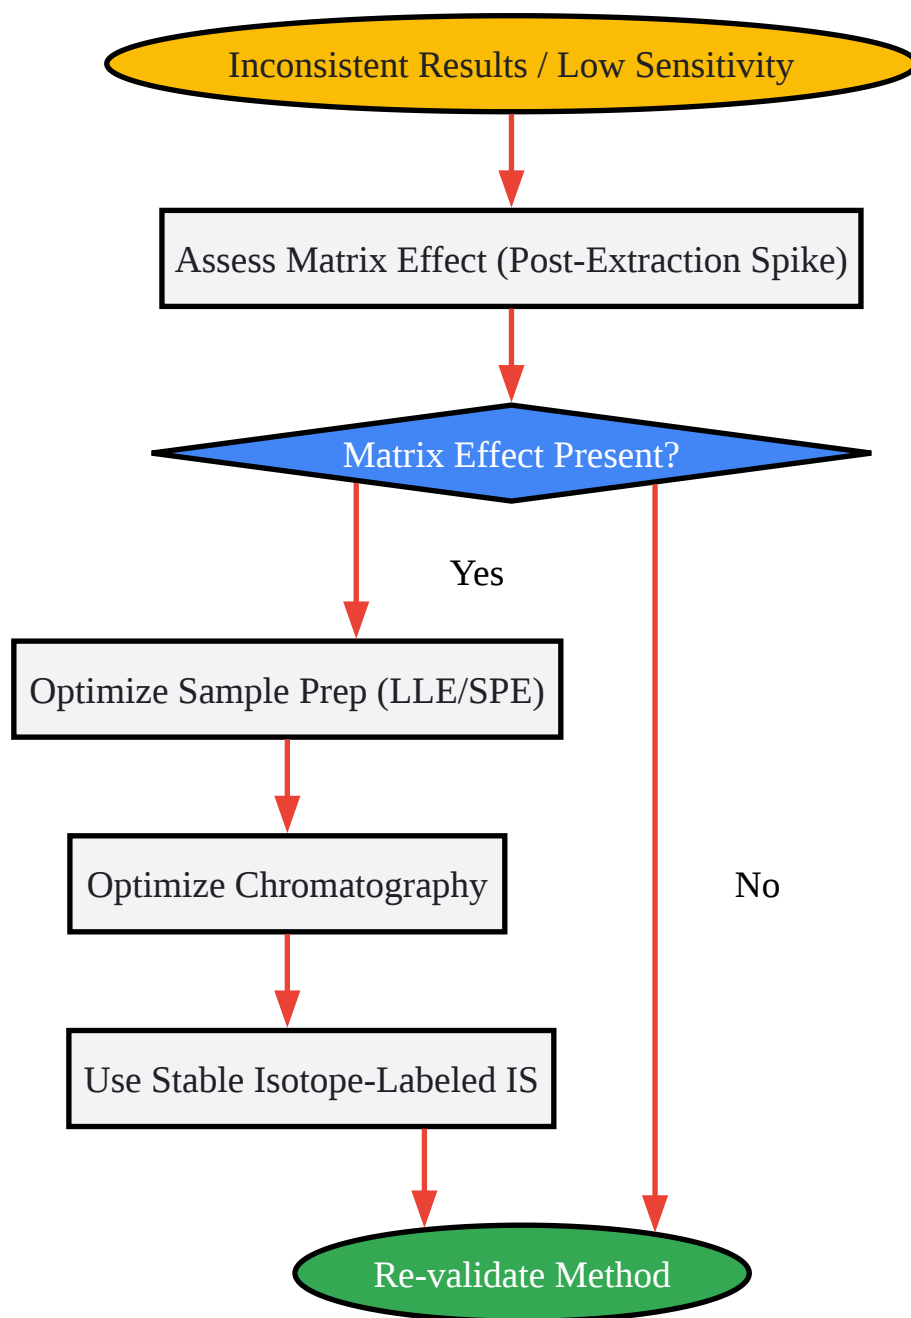 Inconsistent Results / Low Sensitivity
Assess Matrix Effect (Post-Extraction Spike)
Matrix Effect Present?
Yes
Optimize Sample Prep (LLE/SPE)
Optimize Chromatography
No
Use Stable Isotope-Labeled IS
Re-validate Method